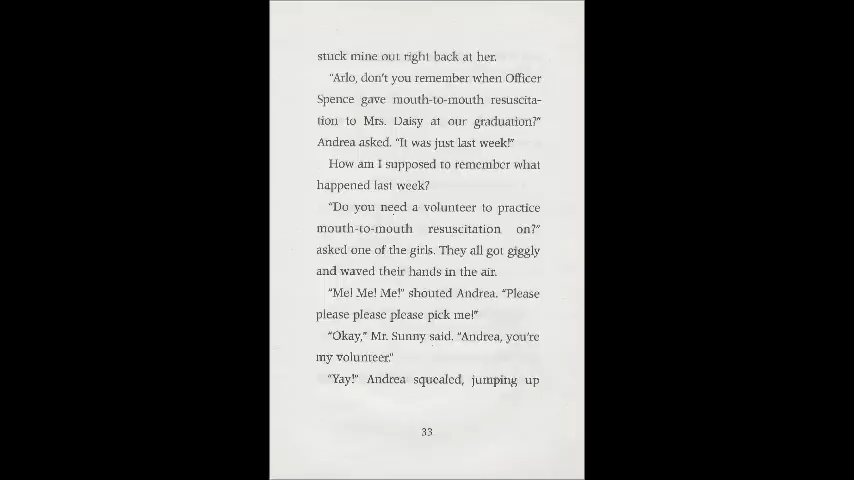 stuck mine out right back at her.
“Arlo, don’t you remember when Officer
Spence gave mouth-to-mouth resuscita-
tion to Mrs. Daisy at our graduation?”
Andrea asked. “It was just last week!”
How am I supposed to remember what
happened last week?
“Do you need a volunteer to practice
mouth-to-mouth resuscitation on?”
asked one of the girls. They all got giggly
and waved their hands in the air.
“Me! Me! Me!” shouted Andrea. “Please
please please please pick me!”
“Okay,” Mr. Sunny said. “Andrea, you’re
my volunteer.”
“Yay!” Andrea squealed, jumping up
33